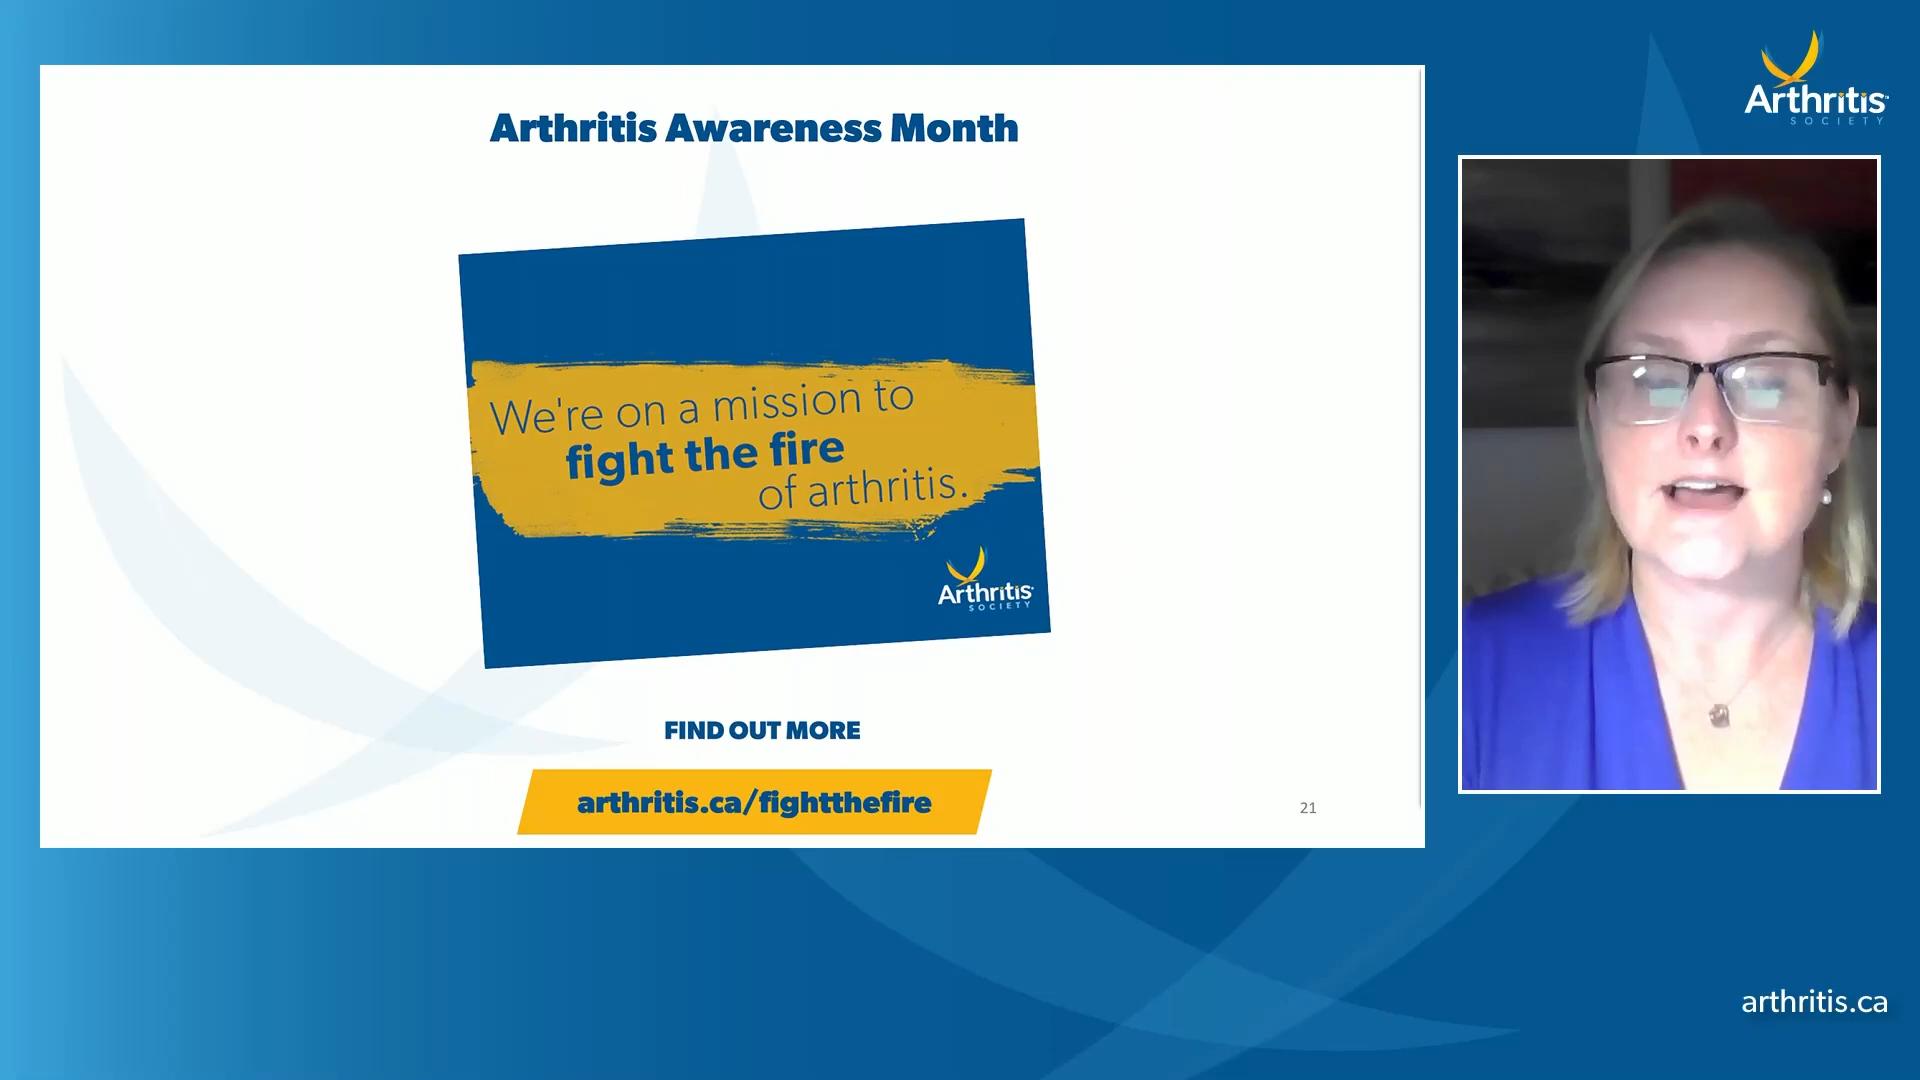 Arthritis Awareness Month
We're on a mission to
fight the fire
of arthritis.
Arthritis
SOCIETY
FIND OUT MORE
arthritis.ca/fightthefire
21
Arthritis
SOCIETY
arthritis.ca